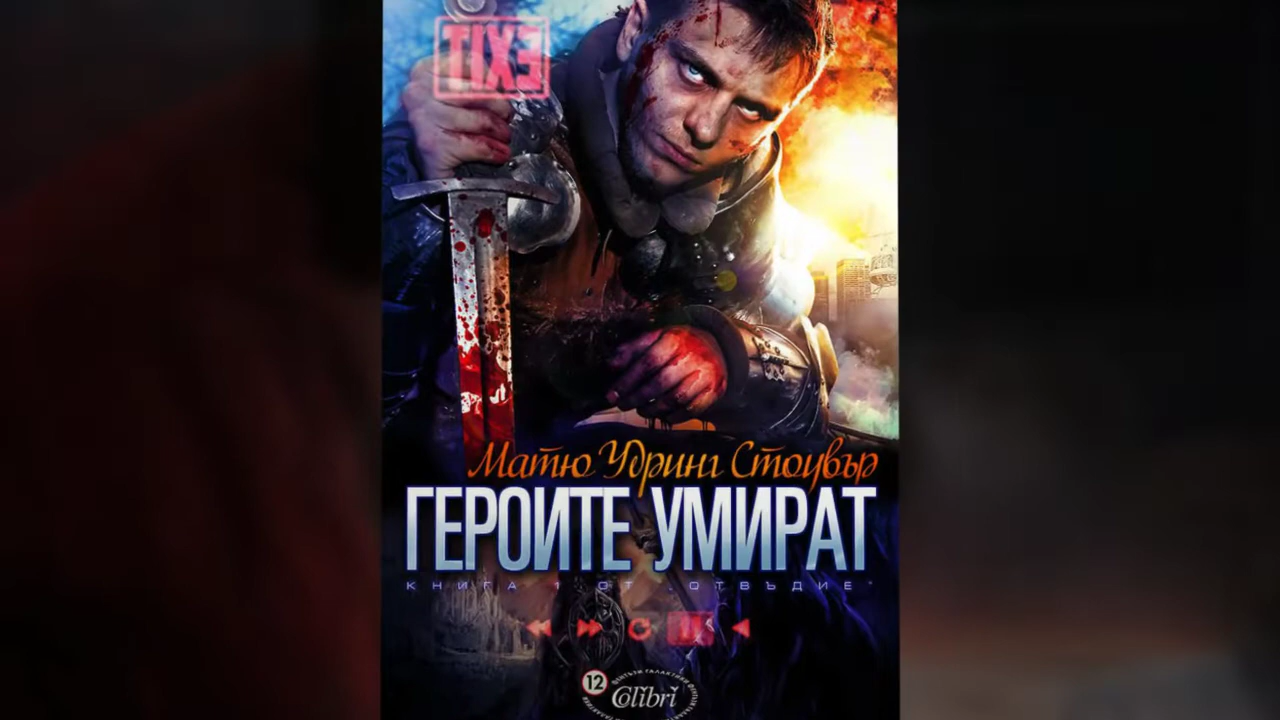 EXIT
Матю Удринг Стоувър
ГЕРОИТЕ УМИРАТ
КНИГА 1 ОТ „ОТВЪДИЕ"
12
Colibri